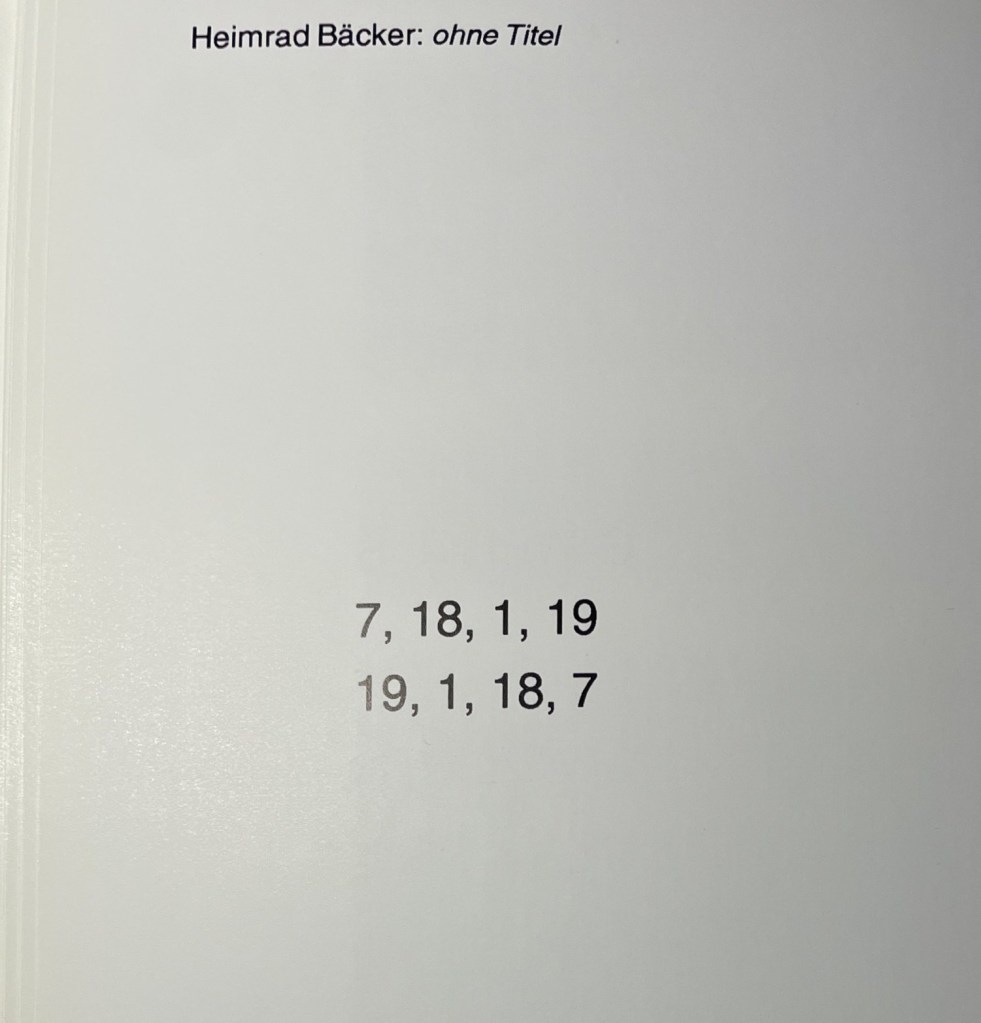 Heimrad Bäcker: ohne Titel
7, 18, 1, 19
19, 1, 18, 7